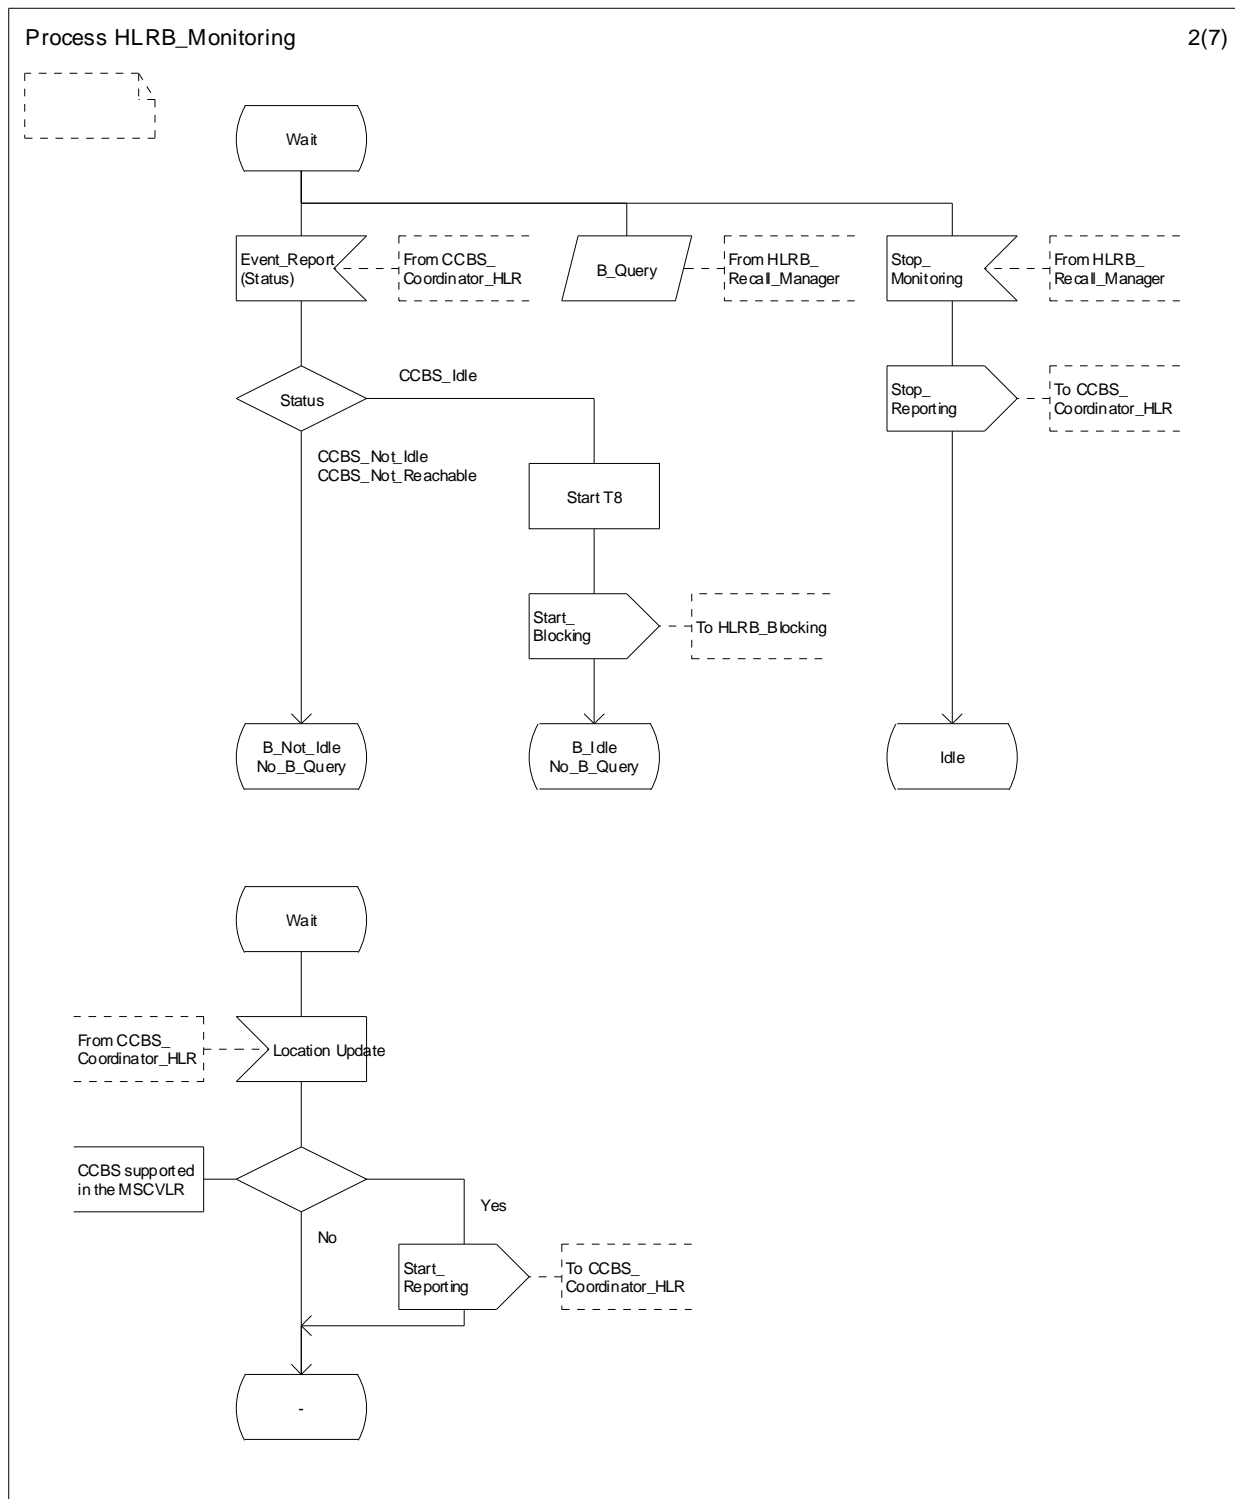 Process HLRB_Monitoring
2(7)
Wait
Event_Report
(Status)
From CCBS_
Coordinator_HLR
B_Query
From HLRB_
Recall_Manager
Stop_
Monitoring
From HLRB_
Recall_Manager
Status
CCBS_Idle
CCBS_Not_Idle
CCBS_Not_Reachable
Start T8
Stop_
Reporting
To CCBS_
Coordinator_HLR
Start_
Blocking
To HLRB_Blocking
B_Not_Idle
No_B_Query
B_Idle
No_B_Query
Idle
Wait
From CCBS_
Coordinator_HLR
Location Update
CCBS supported
in the MSCVLR
Yes
No
Start_
Reporting
To CCBS_
Coordinator_HLR
-